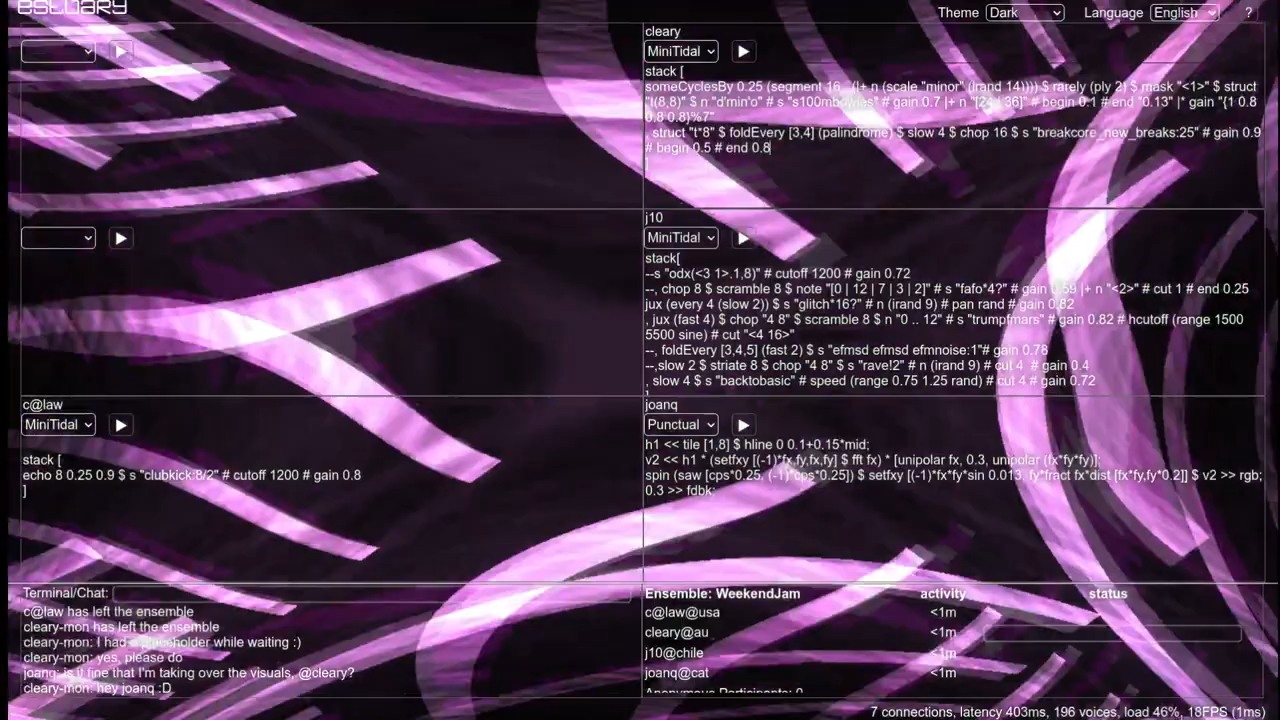 estuary
Theme Dark Language English ?
cleary
MiniTidal
stack [
someCyclesBy 0.25 (segment 16 . (|+ n (scale "minor" (irand 14)))) $ rarely (ply 2) $ mask "<1>" $ struct
"t(8,8)" $ n "d'min'o" # s # gain 0.7 |+ n "[24 | 36]" # begin 0.1 # end "0.13" |* gain "{1 0.8
0.8 0.8}%7"
, struct "t*8" $ foldEvery [3,4] (palindrome) $ slow 4 $ chop 16 $ s "breakcore_new_breaks:25" # gain 0.9
# begin 0.5 # end 0.8
]
j10
MiniTidal
stack[
--s "odx(<3 1>.1,8)" # cutoff 1200 # gain 0.72
--, chop 8 $ scramble 8 $ note "[0 | 12 | 7 | 3 | 2]" # s "fafo*4?" # gain 0.59 |+ n "<2>" # cut 1 # end 0.25
jux (every 4 (slow 2)) $ s "glitch*16?" # n (irand 9) # pan rand # gain 0.82
, jux (fast 4) $ chop "4 8" $ scramble 8 $ n "0 .. 12" # s "trumpfmars" # gain 0.82 # hcutoff (range 1500
5500 sine) # cut "<4 16>"
--, foldEvery [3,4,5] (fast 2) $ s "efmsd efmsd efmnoise:1"# gain 0.78
--,slow 2 $ striate 8 $ chop "4 8" $ s "rave!2" # n (irand 9) # cut 4 # gain 0.4
, slow 4 $ s "backtobasic" # speed (range 0.75 1.25 rand) # cut 4 # gain 0.72
c@law
MiniTidal
stack [
echo 8 0.25 0.9 $ s "clubkick:8/2" # cutoff 1200 # gain 0.8
]
joanq
Punctual
h1 << tile [1,8] $ hline 0 0.1+0.15*mid;
v2 << h1 * (setfxy [(-1)*fx,fy,fx,fy] $ fft fx) * [unipolar fx, 0.3, unipolar (fx*fy*fy)];
spin (saw [cps*0.25, (-1)*cps*0.25]) $ setfxy [(-1)*fx*fy*sin 0.013, fy*fract fx*dist [fx*fy,fy*0.2]] $ v2 >> rgb;
0.3 >> fdbk;
Terminal/Chat:
c@law has left the ensemble
cleary-mon has left the ensemble
cleary-mon: I had a placeholder while waiting :)
cleary-mon: yes, please do
joanq: is it fine that I'm taking over the visuals, @cleary?
cleary-mon: hey joanq :D
Ensemble: WeekendJam activity status
c@law@usa <1m
cleary@au <1m
j10@chile <1m
joanq@cat <1m
Anonymous Participants: 0
7 connections, latency 403ms, 196 voices, load 46%, 18FPS (1ms)